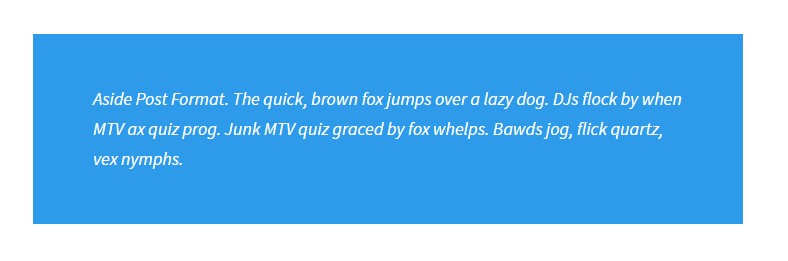 Aside Post Format. The quick, brown fox jumps over a lazy dog. DJs flock by when
MTV ax quiz prog. Junk MTV quiz graced by fox whelps. Bawds jog, flick quartz,
vex nymphs.